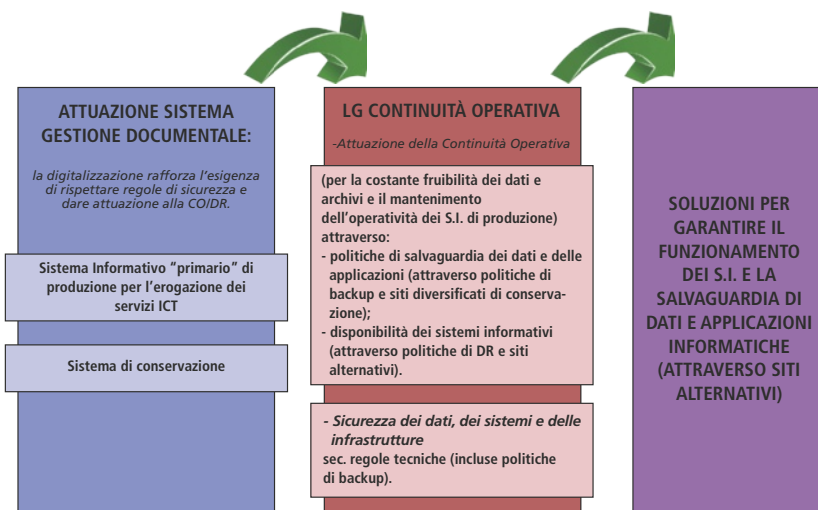 ATTUAZIONE SISTEMA
GESTIONE DOCUMENTALE:
la digitalizzazione rafforza l'esigenza
di rispettare regole di sicurezza e
dare attuazione alla CO/DR.
Sistema Informativo "primario" di
produzione per l'erogazione dei
servizi ICT
Sistema di conservazione
LG CONTINUITÀ OPERATIVA
-Attuazione della Continuità Operativa
(per la costante fruibilità dei dati e
archivi e il mantenimento
dell'operatività dei S.I. di produzione)
attraverso:
- politiche di salvaguardia dei dati e delle
applicazioni (attraverso politiche di
backup e siti diversificati di conserva-
zione);
- disponibilità dei sistemi informativi
(attraverso politiche di DR e siti
alternativi).
- Sicurezza dei dati, dei sistemi e delle
infrastrutture
sec. regole tecniche (incluse politiche
di backup).
SOLUZIONI PER
GARANTIRE IL
FUNZIONAMENTO
DEI S.I. E LA
SALVAGUARDIA DI
DATI E APPLICAZIONI
INFORMATICHE
(ATTRAVERSO SITI
ALTERNATIVI)